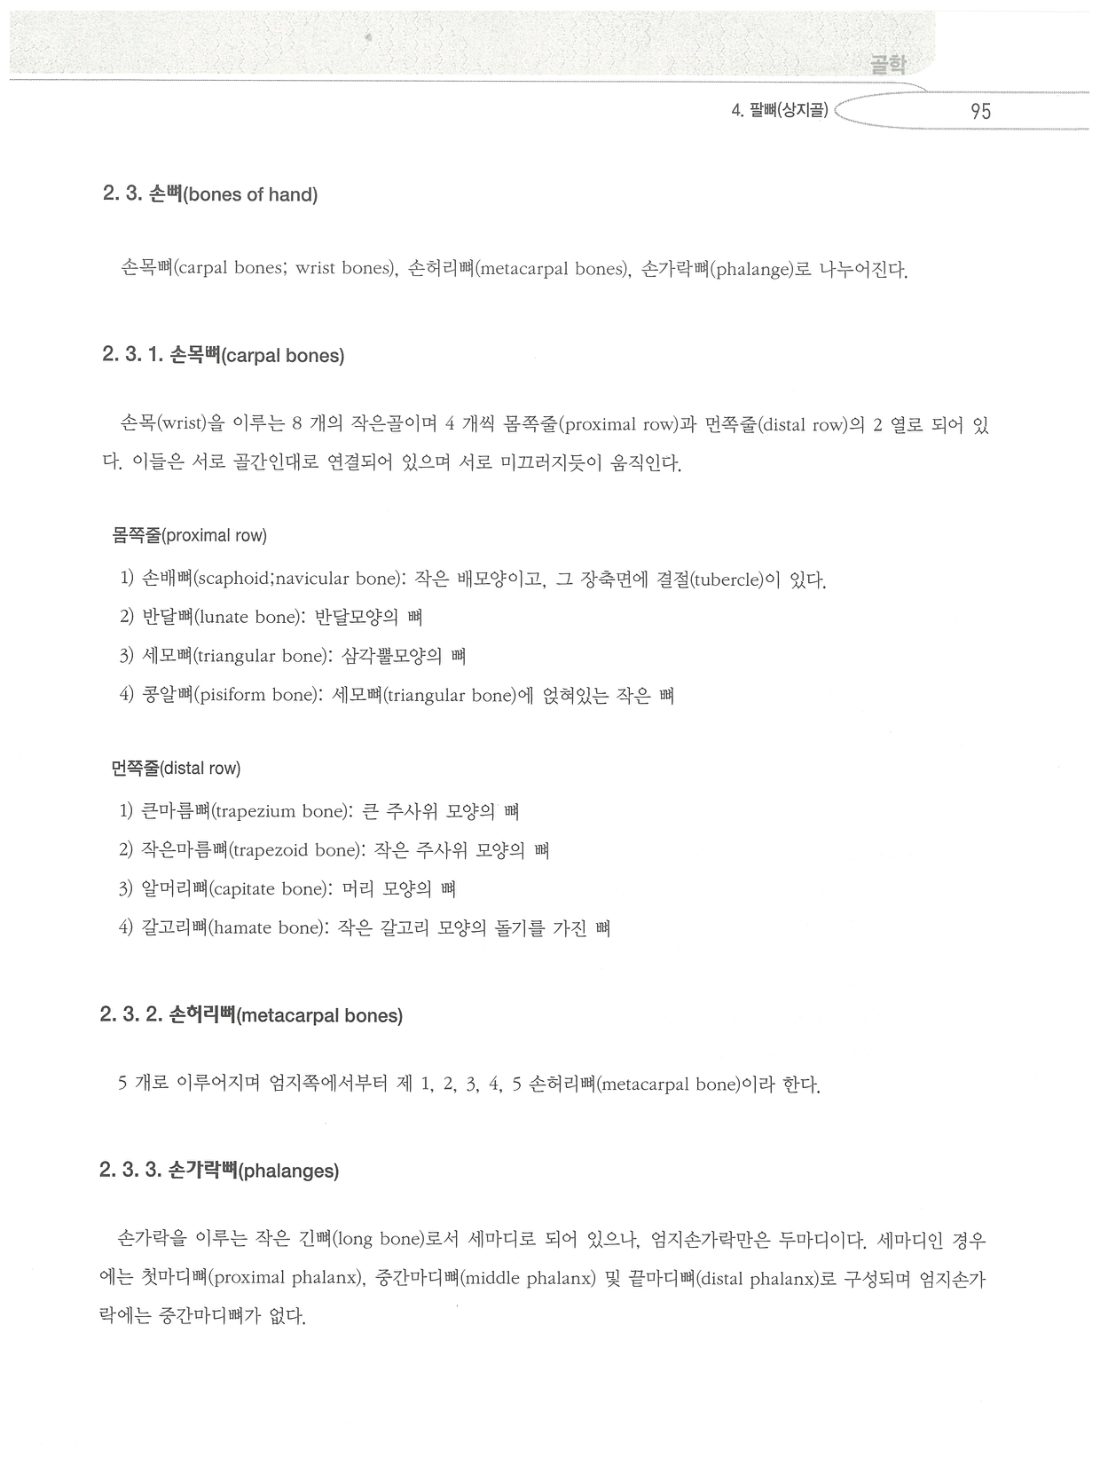 골학
4. 팔뼈(상지골)
95
2. 3. 손뼈(bones of hand)
손목뼈(carpal bones; wrist bones), 손허리뼈(metacarpal bones), 손가락뼈(phalange)로 나누어진다.
2. 3. 1. 손목뼈(carpal bones)
손목(wrist)을 이루는 8 개의 작은골이며 4 개씩 몸쪽줄(proximal row)과 먼쪽줄(distal row)의 2 열로 되어 있
다. 이들은 서로 골간인대로 연결되어 있으며 서로 미끄러지듯이 움직인다.
몸쪽줄(proximal row)
1) 손배뼈(scaphoid;navicular bone): 작은 배모양이고, 그 장축면에 결절(tubercle)이 있다.
2) 반달뼈(lunate bone): 반달모양의 뼈
3) 세모뼈(triangular bone): 삼각뿔모양의 뼈
4) 콩알뼈(pisiform bone): 세모뼈(triangular bone)에 얹혀있는 작은 뼈
먼쪽줄(distal row)
1) 큰마름뼈(trapezium bone): 큰 주사위 모양의 뼈
2) 작은마름뼈(trapezoid bone): 작은 주사위 모양의 뼈
3) 알머리뼈(capitate bone): 머리 모양의 뼈
4) 갈고리뼈(hamate bone): 작은 갈고리 모양의 돌기를 가진 뼈
2. 3. 2. 손허리뼈(metacarpal bones)
5 개로 이루어지며 엄지쪽에서부터 제 1, 2, 3, 4, 5 손허리뼈(metacarpal bone)이라 한다.
2. 3. 3. 손가락뼈(phalanges)
손가락을 이루는 작은 긴뼈(long bone)로서 세마디로 되어 있으나, 엄지손가락만은 두마디이다. 세마디인 경우
에는 첫마디뼈(proximal phalanx), 중간마디뼈(middle phalanx) 및 끝마디뼈(distal phalanx)로 구성되며 엄지손가
락에는 중간마디뼈가 없다.